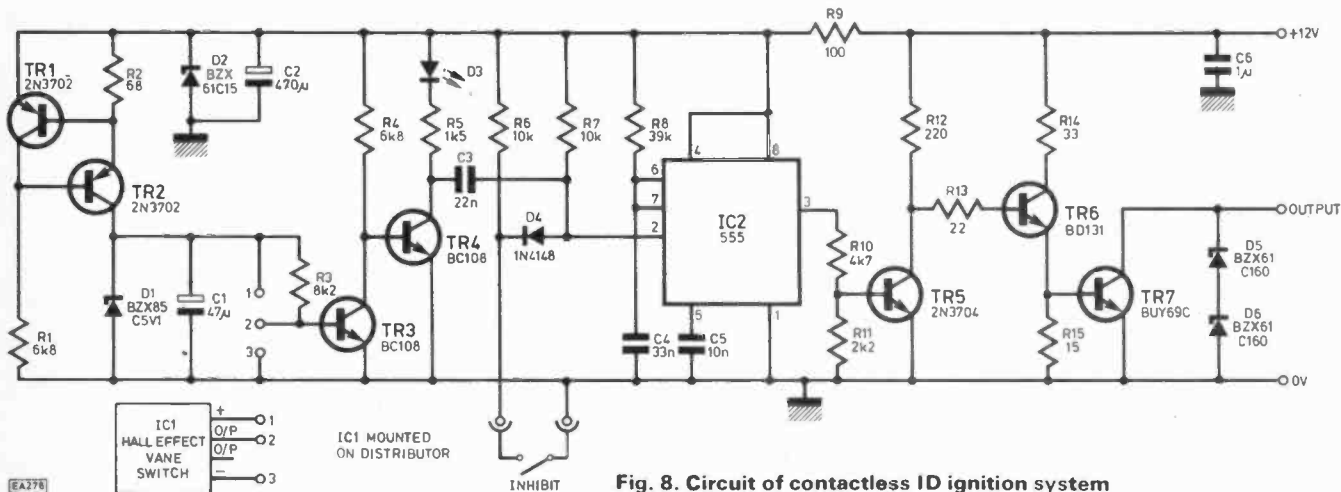 TR1
2N3702
R2
68
D2
BZX
61C15
C2
470µ
R4
6k8
D3
R5
1k5
R6
10k
R7
10k
R8
39k
R9
100
R12
220
R14
33
C6
1µ
+12V
TR2
2N3702
C3
22n
TR4
BC108
D4
1N4148
4
8
6
7
2
3
5
1
IC2
555
R13
22
TR6
BD131
OUTPUT
R10
4k7
TR5
2N3704
TR7
BUY69C
D5
BZX61
C160
D6
BZX61
C160
R1
6k8
D1
BZX85
C5V1
C1
47µ
1
2
3
R3
8k2
TR3
BC108
C4
33n
C5
10n
R11
2k2
R15
15
0V
IC1
HALL EFFECT
VANE
SWITCH
+
O/P
O/P
−
1
2
3
IC1 MOUNTED
ON DISTRIBUTOR
INHIBIT
EA276
Fig. 8. Circuit of contactless ID ignition system